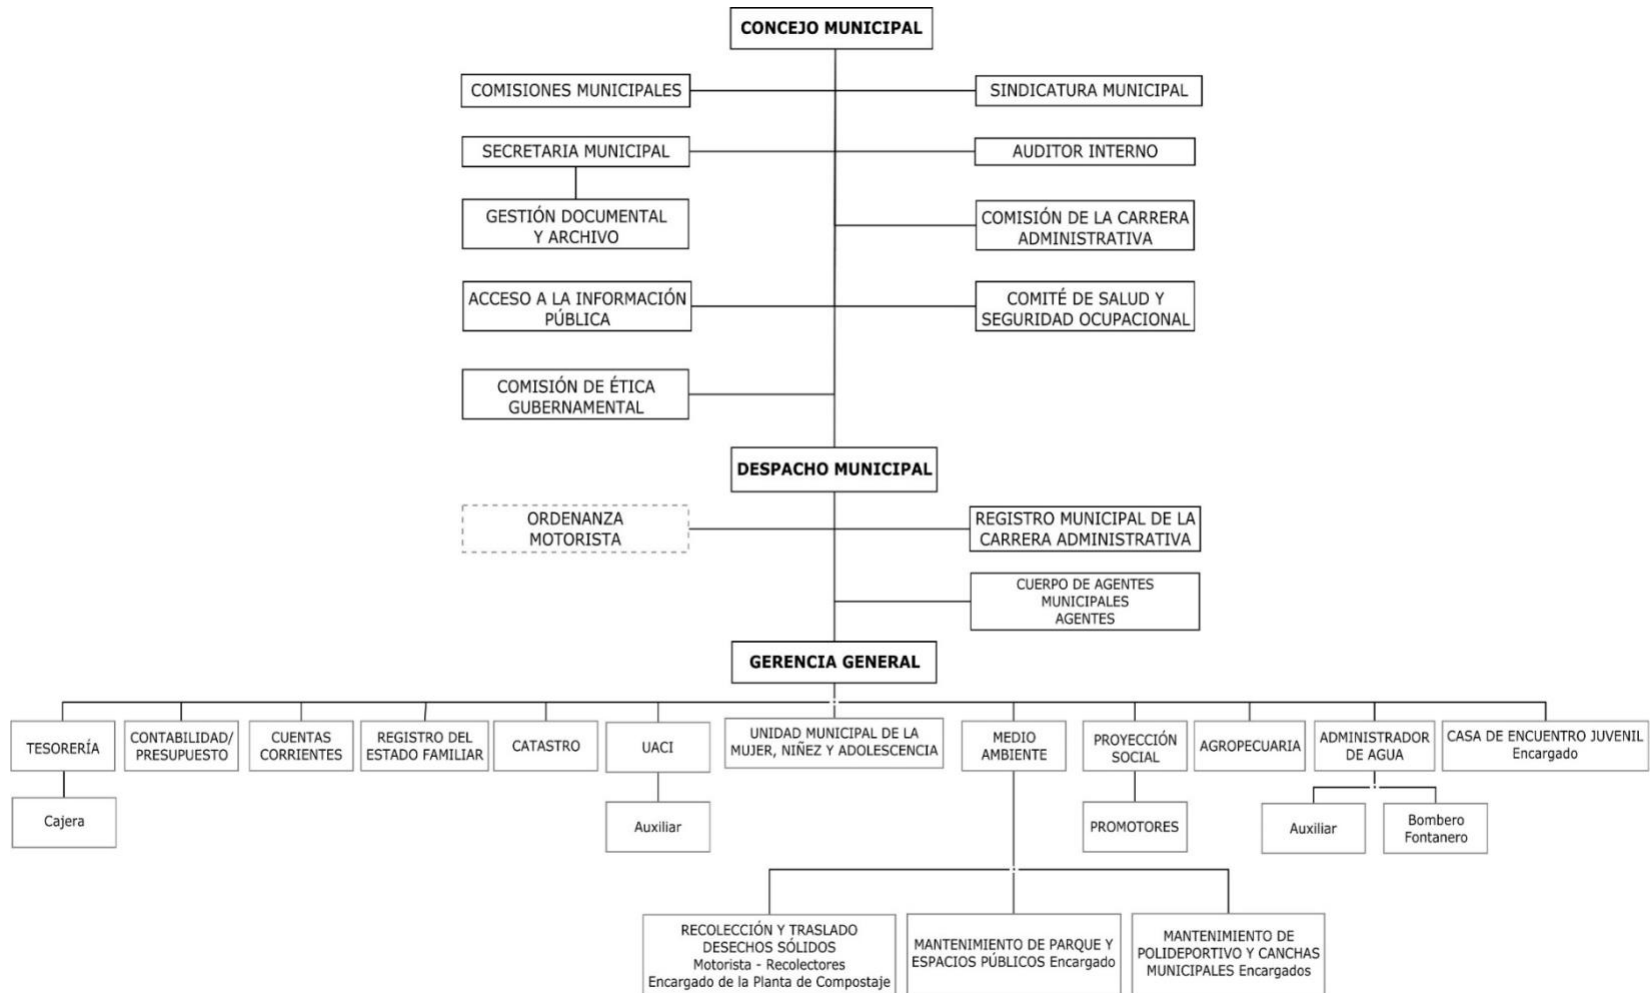 CONCEJO MUNICIPAL
COMISIONES MUNICIPALES
SINDICATURA MUNICIPAL
SECRETARIA MUNICIPAL
AUDITOR INTERNO
GESTIÓN DOCUMENTAL
Y ARCHIVO
COMISIÓN DE LA CARRERA
ADMINISTRATIVA
ACCESO A LA INFORMACIÓN
PÚBLICA
COMITÉ DE SALUD Y
SEGURIDAD OCUPACIONAL
COMISIÓN DE ÉTICA
GUBERNAMENTAL
DESPACHO MUNICIPAL
ORDENANZA
MOTORISTA
REGISTRO MUNICIPAL DE LA
CARRERA ADMINISTRATIVA
CUERPO DE AGENTES
MUNICIPALES
AGENTES
GERENCIA GENERAL
TESORERÍA
CONTABILIDAD/
PRESUPUESTO
CUENTAS
CORRIENTES
REGISTRO DEL
ESTADO FAMILIAR
CATASTRO
UACI
UNIDAD MUNICIPAL DE LA
MUJER, NIÑEZ Y ADOLESCENCIA
MEDIO
AMBIENTE
PROYECCIÓN
SOCIAL
AGROPECUARIA
ADMINISTRADOR
DE AGUA
CASA DE ENCUENTRO JUVENIL
Encargado
Cajera
Auxiliar
PROMOTORES
Auxiliar
Bombero
Fontanero
RECOLECCIÓN Y TRASLADO
DESECHOS SÓLIDOS
Motorista - Recolectores
Encargado de la Planta de Compostaje
MANTENIMIENTO DE PARQUE Y
ESPACIOS PÚBLICOS Encargado
MANTENIMIENTO DE
POLIDEPORTIVO Y CANCHAS
MUNICIPALES Encargados